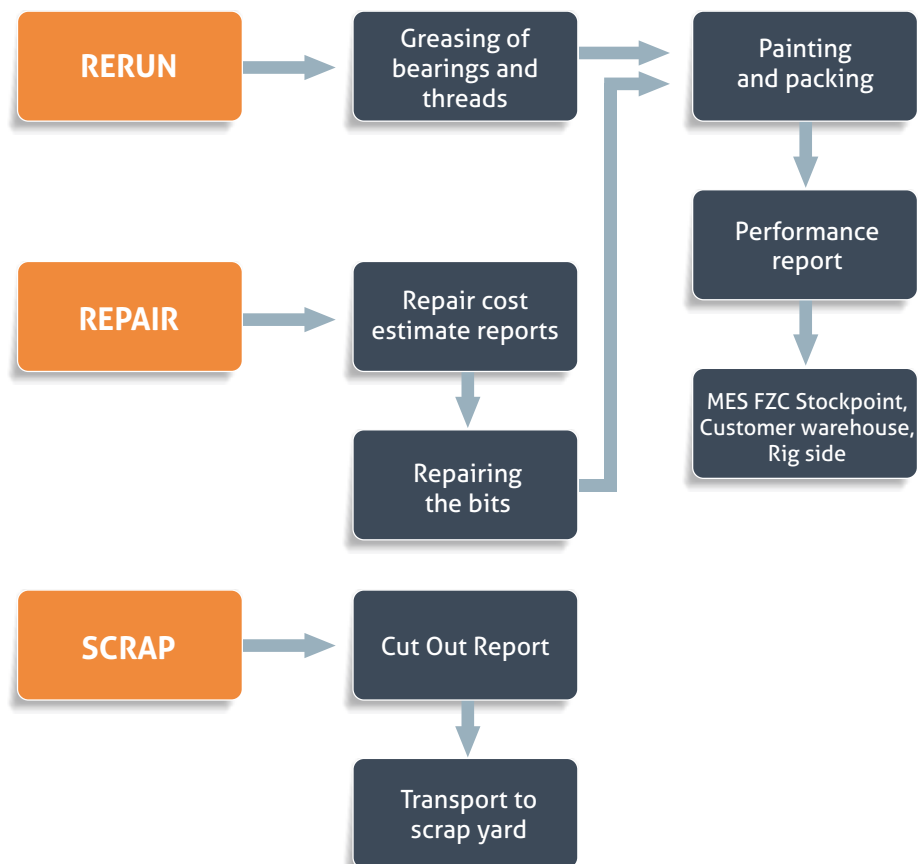 RERUN
Greasing of
bearings and
threads
Painting
and packing
Performance
report
MES FZC Stockpoint,
Customer warehouse,
Rig side
REPAIR
Repair cost
estimate reports
Repairing
the bits
SCRAP
Cut Out Report
Transport to
scrap yard